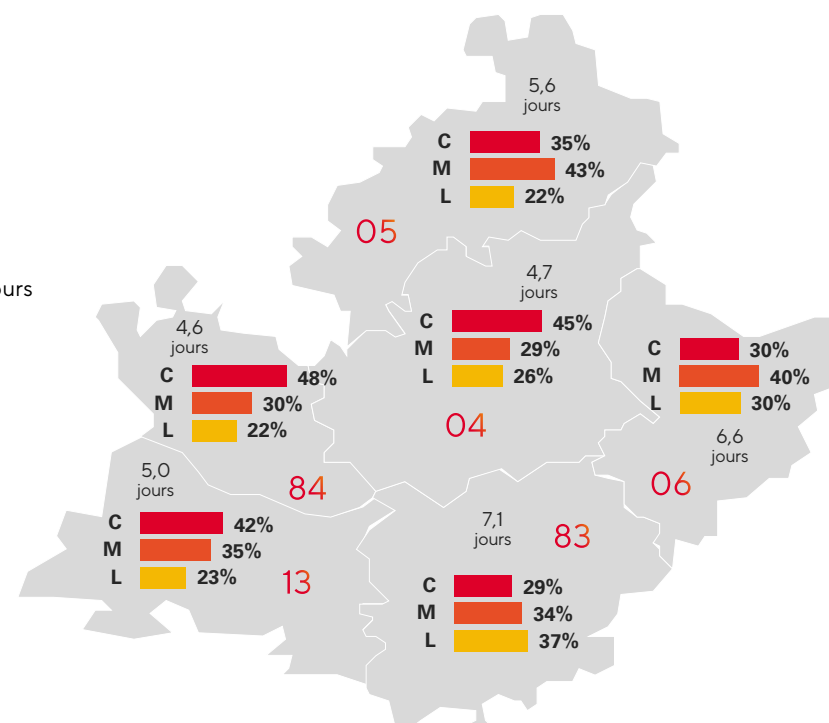 5,6
jours
C 35%
M 43%
L 22%
05
ours
4,7
jours
C 45%
M 29%
L 26%
04
4,6
jours
C 48%
M 30%
L 22%
84
C 30%
M 40%
L 30%
6,6
jours
06
5,0
jours
C 42%
M 35%
L 23%
13
7,1
jours
83
C 29%
M 34%
L 37%